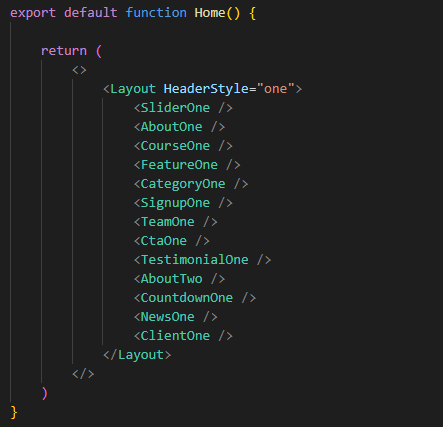 export default function Home() {
return (
<>
<Layout HeaderStyle="one">
<SliderOne />
<AboutOne />
<CourseOne />
<FeatureOne />
<CategoryOne />
<SignupOne />
<TeamOne />
<CtaOne />
<TestimonialOne />
<AboutTwo />
<CountdownOne />
<NewsOne />
<ClientOne />
</Layout>
</>
)
}